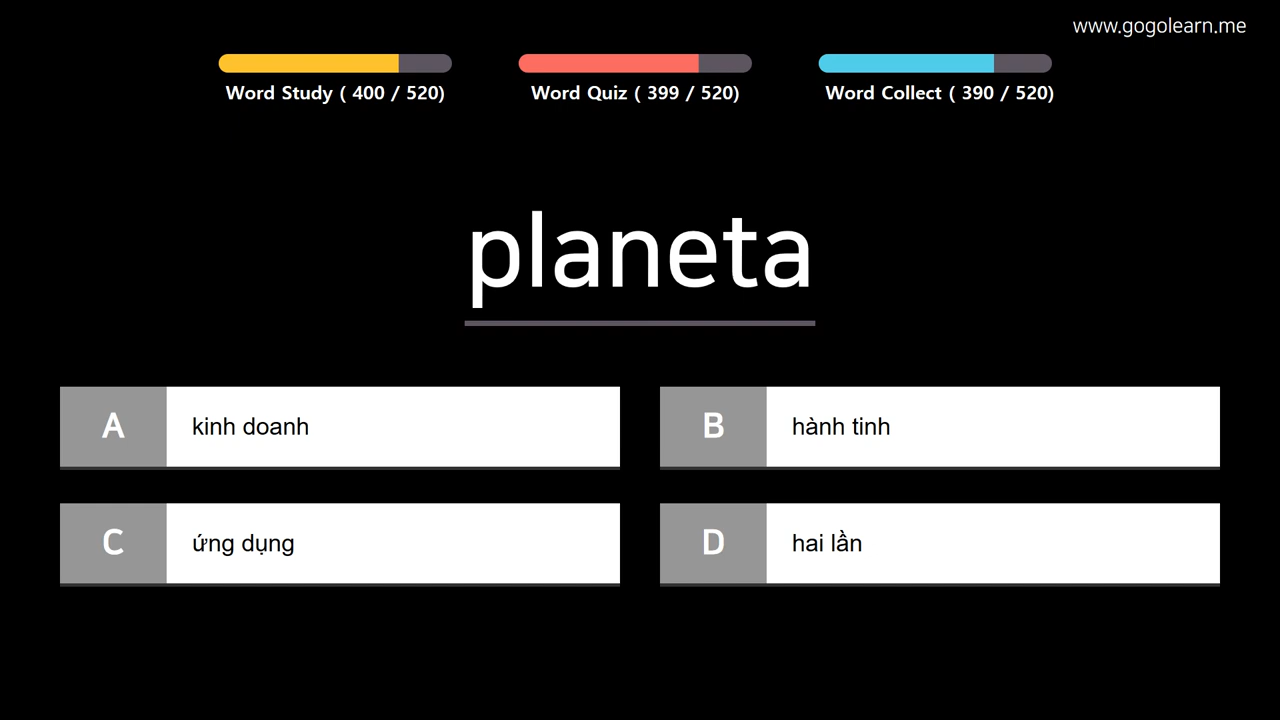 www.gogolearn.me
Word Study ( 400 / 520)
Word Quiz ( 399 / 520)
Word Collect ( 390 / 520)
planeta
A kinh doanh
B hành tinh
C ứng dụng
D hai lần